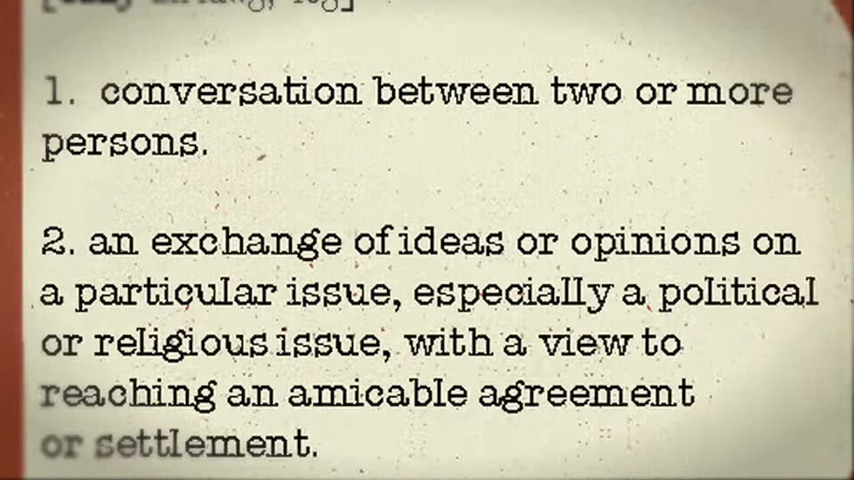 1. conversation between two or more
persons.
2. an exchange of ideas or opinions on
a particular issue, especially a political
or religious issue, with a view to
reaching an amicable agreement
or settlement.